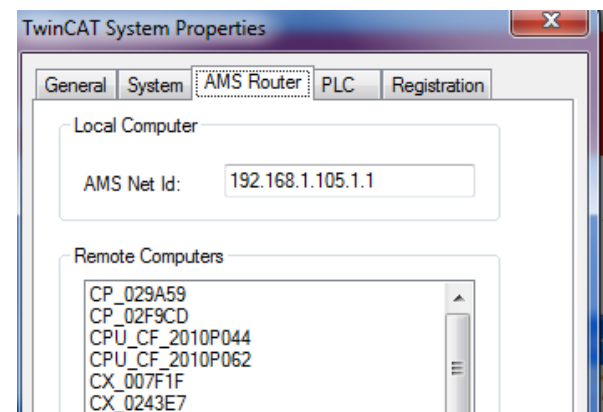 TwinCAT System Properties
General System AMS Router PLC Registration
Local Computer
AMS Net Id: 192.168.1.105.1.1
Remote Computers
CP_029A59
CP_02F9CD
CPU_CF_2010P044
CPU_CF_2010P062
CX_007F1F
CX_0243E7